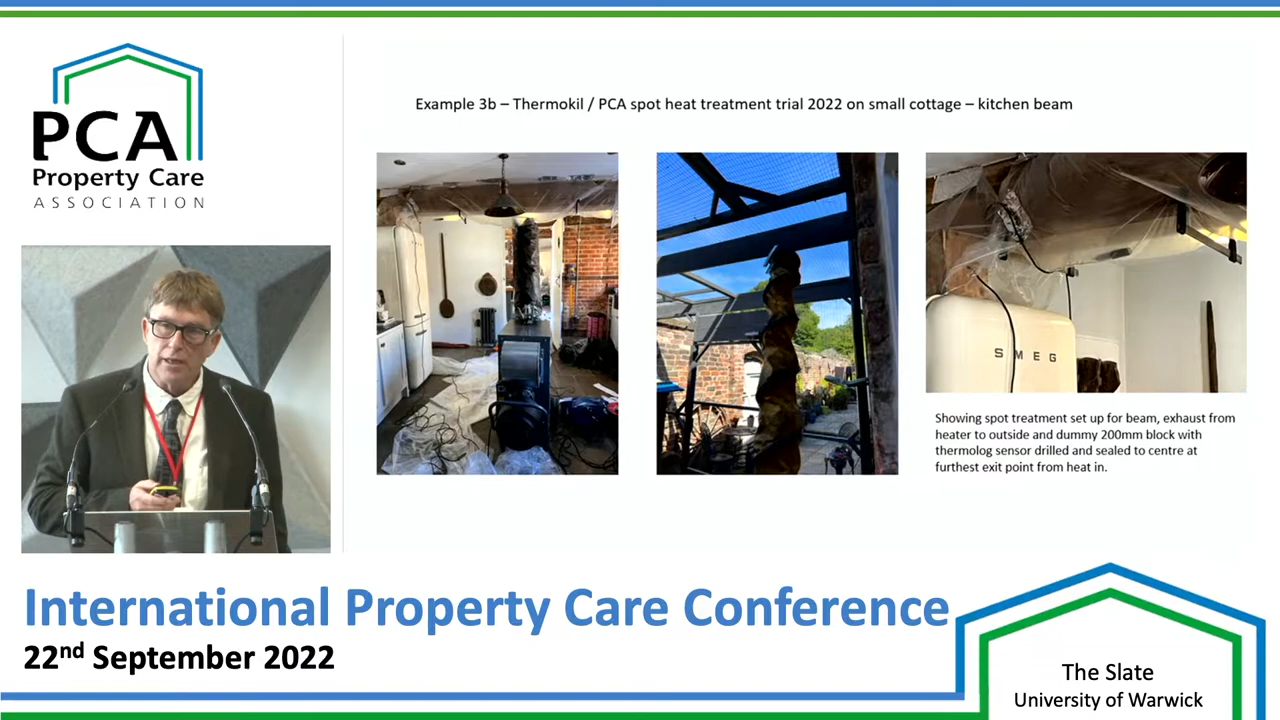 PCA
Property Care
ASSOCIATION
Example 3b – Thermokil / PCA spot heat treatment trial 2022 on small cottage – kitchen beam
SMEG
Showing spot treatment set up for beam, exhaust from
heater to outside and dummy 200mm block with
thermolog sensor drilled and sealed to centre at
furthest exit point from heat in.
International Property Care Conference
22nd September 2022
The Slate
University of Warwick